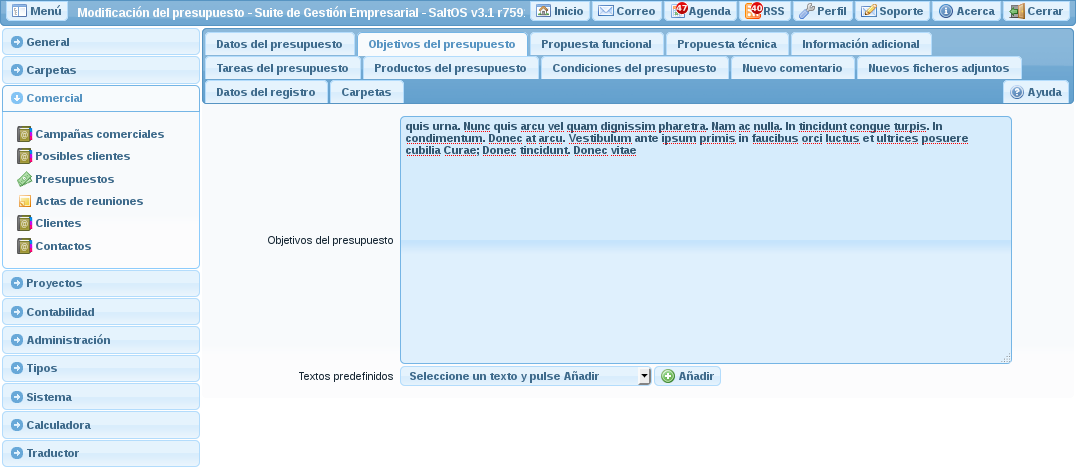 Menú
Modificación del presupuesto - Suite de Gestión Empresarial - SaltOS v3.1 r759.
Inicio
Correo
47
Agenda
40
RSS
Perfil
Soporte
Acerca
Cerrar
General
Carpetas
Comercial
Campañas comerciales
Posibles clientes
Presupuestos
Actas de reuniones
Clientes
Contactos
Proyectos
Contabilidad
Administración
Tipos
Sistema
Calculadora
Traductor
Datos del presupuesto
Objetivos del presupuesto
Propuesta funcional
Propuesta técnica
Información adicional
Tareas del presupuesto
Productos del presupuesto
Condiciones del presupuesto
Nuevo comentario
Nuevos ficheros adjuntos
Datos del registro
Carpetas
Ayuda
Objetivos del presupuesto
quis urna. Nunc quis arcu vel quam dignissim pharetra. Nam ac nulla. In tincidunt congue turpis. In
condimentum. Donec at arcu. Vestibulum ante ipsum primis in faucibus orci luctus et ultrices posuere
cubilia Curae; Donec tincidunt. Donec vitae
Textos predefinidos
Seleccione un texto y pulse Añadir
Añadir